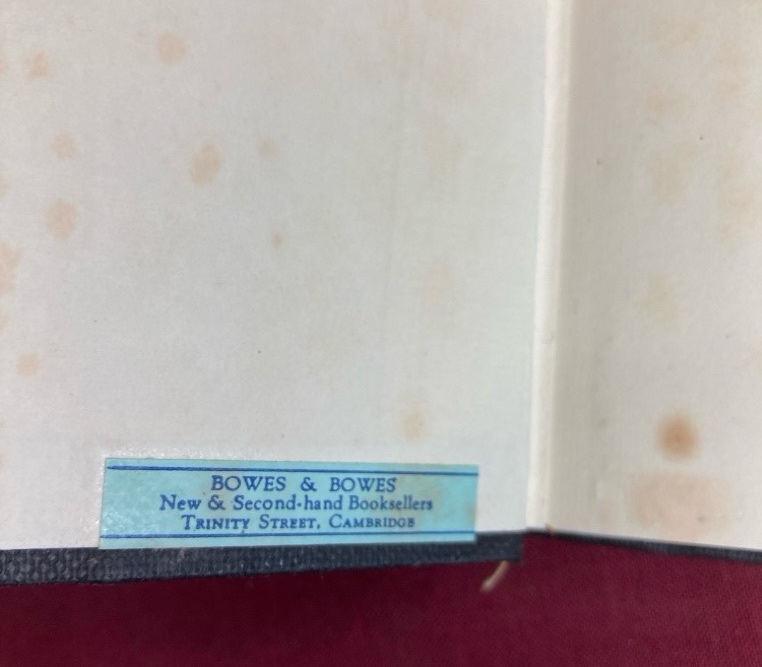 BOWES & BOWES
New & Second-hand Booksellers
TRINITY STREET, CAMBRIDGE